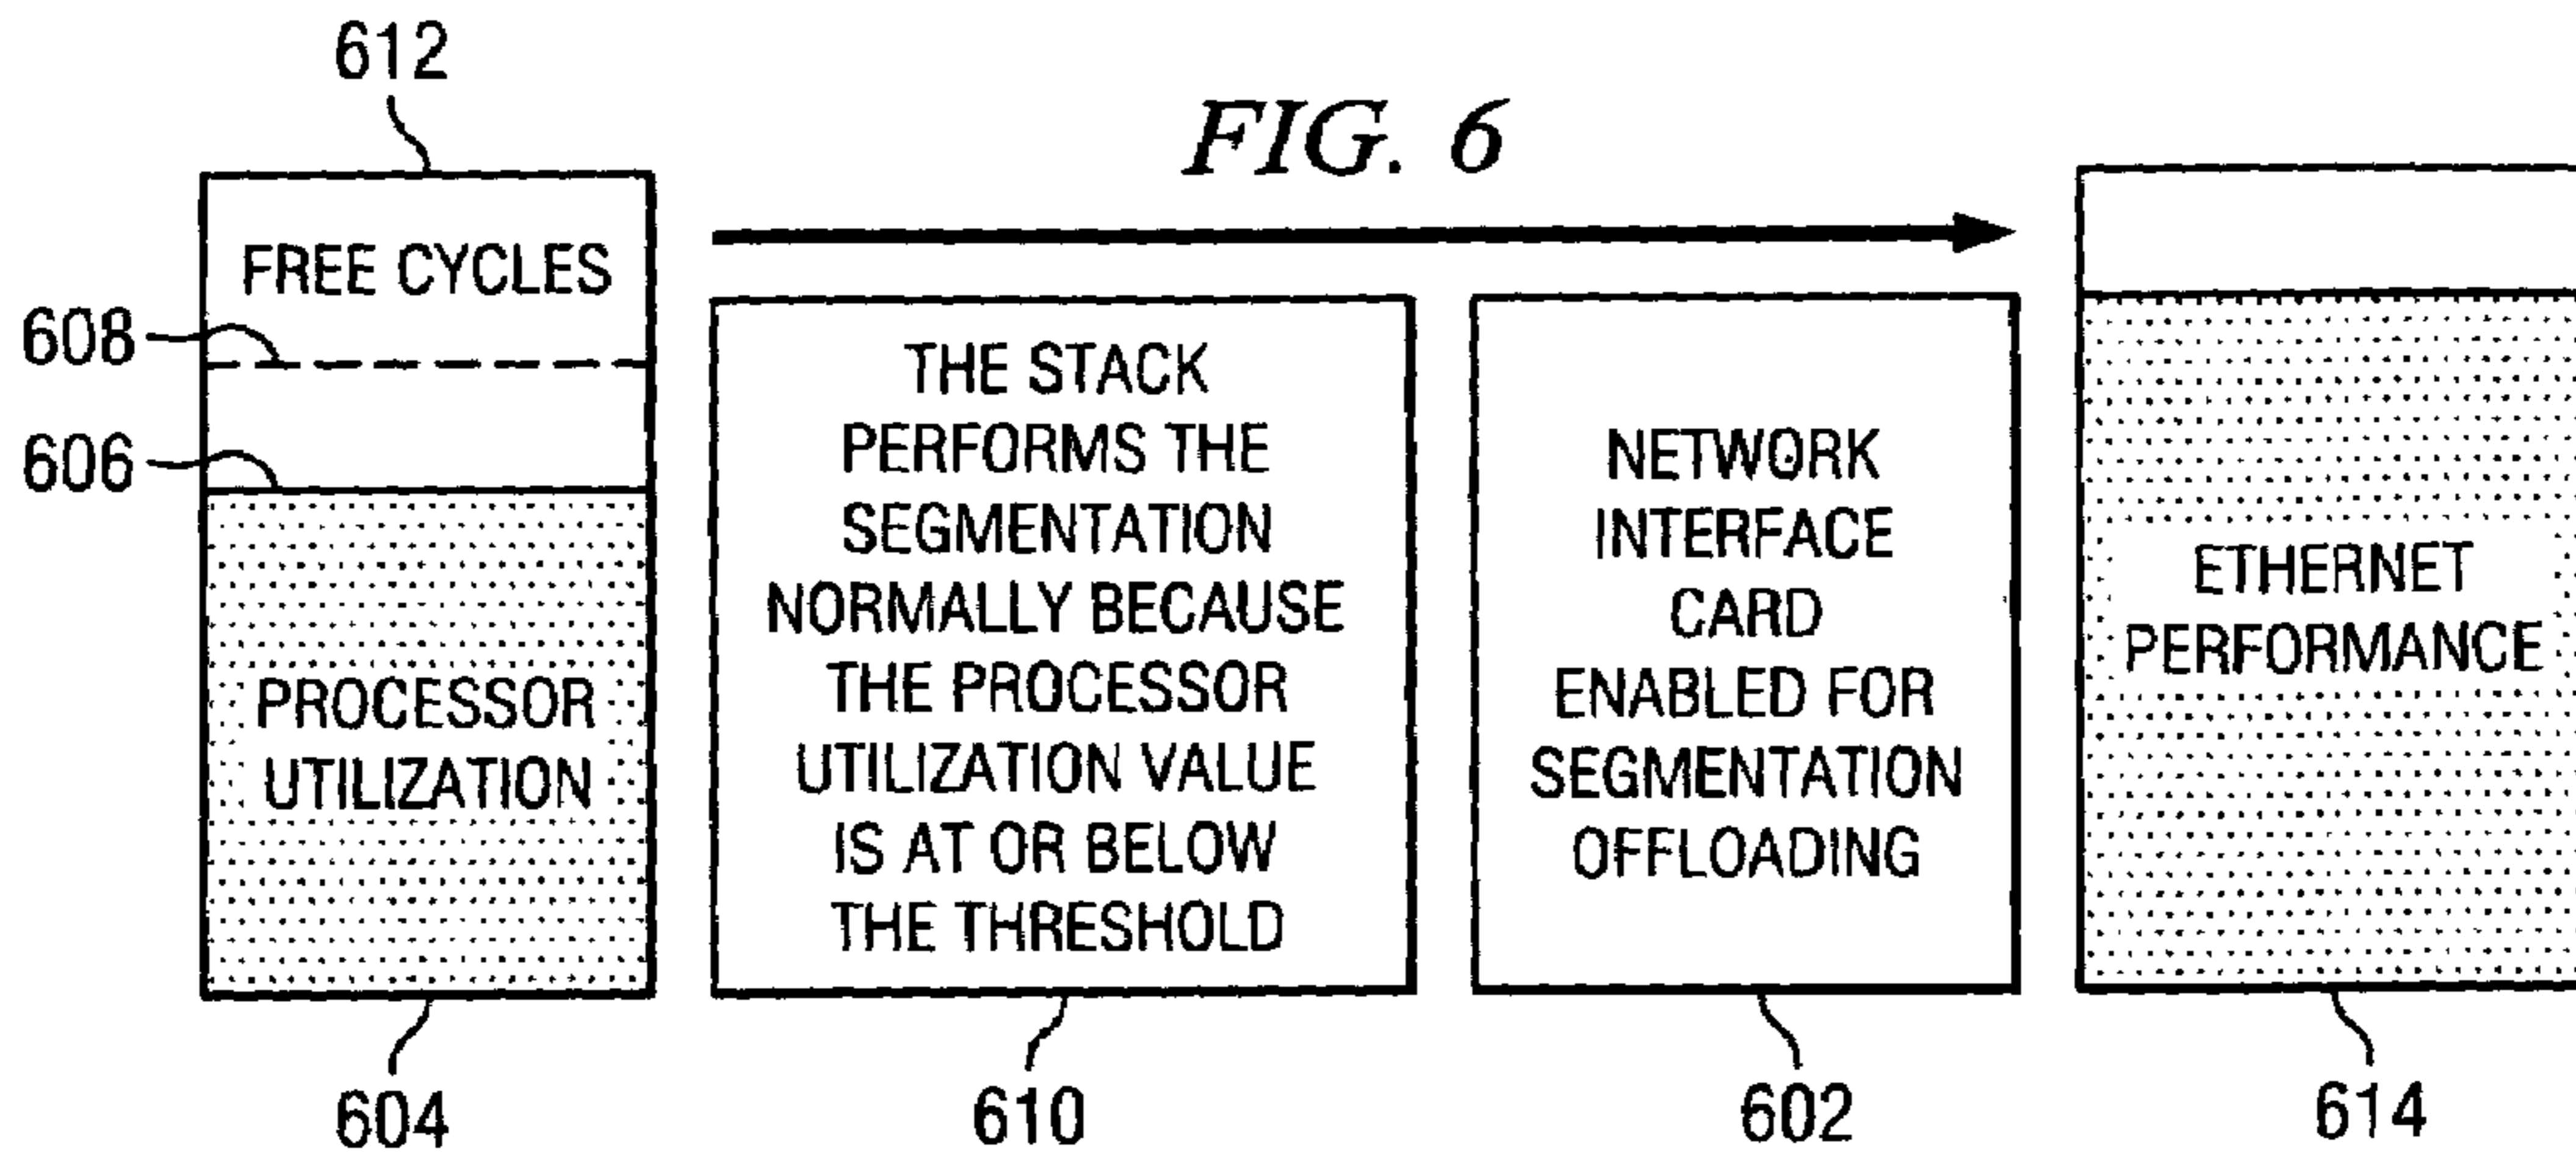 FIG. 6
612
FREE CYCLES
608
606
PROCESSOR
UTILIZATION
604
THE STACK
PERFORMS THE
SEGMENTATION
NORMALLY BECAUSE
THE PROCESSOR
UTILIZATION VALUE
IS AT OR BELOW
THE THRESHOLD
610
NETWORK
INTERFACE
CARD
ENABLED FOR
SEGMENTATION
OFFLOADING
602
ETHERNET
PERFORMANCE
614